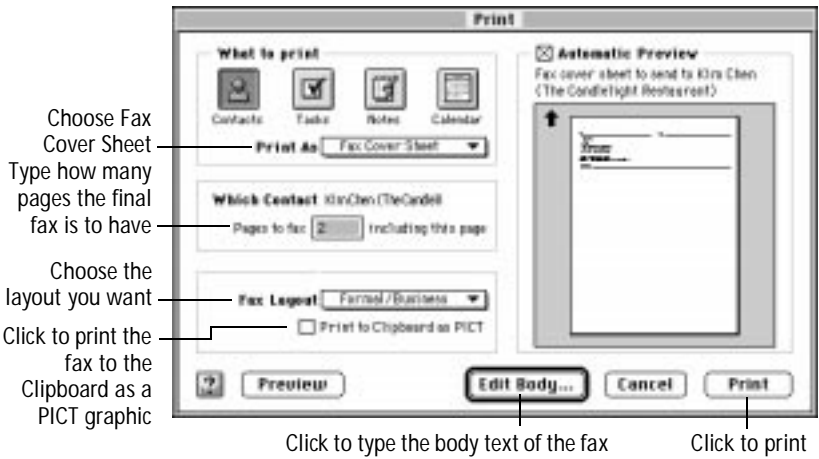 Print
What to print
Contacts Tasks Notes Calendar
Print As Fax Cover Sheet
Which Contact Kim Chen (The Candell
Pages to fax 2 including this page
Fax Layout Formal/Business
Print to Clipboard as PICT
Automatic Preview
Fax cover sheet to send to Kim Chen
(The Candlelight Restaurant)
? Preview Edit Body... Cancel Print
Choose Fax
Cover Sheet
Type how many
pages the final
fax is to have
Choose the
layout you want
Click to print the
fax to the
Clipboard as a
PICT graphic
Click to type the body text of the fax
Click to print